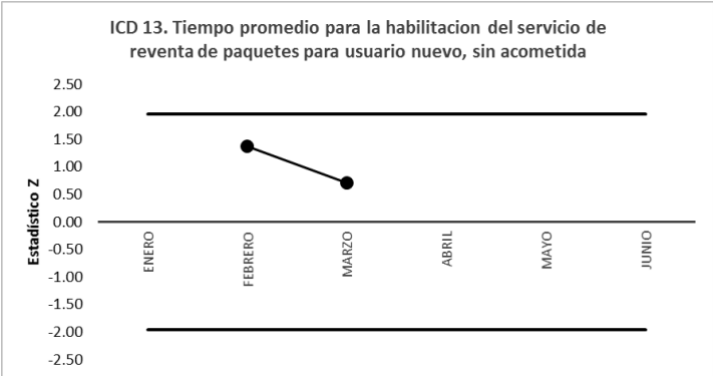 ICD 13. Tiempo promedio para la habilitacion del servicio de
reventa de paquetes para usuario nuevo, sin acometida
2.50
2.00
1.50
1.00
0.50
0.00
-0.50
-1.00
-1.50
-2.00
-2.50
Estadístico Z
ENERO
FEBRERO
MARZO
ABRIL
MAYO
JUNIO